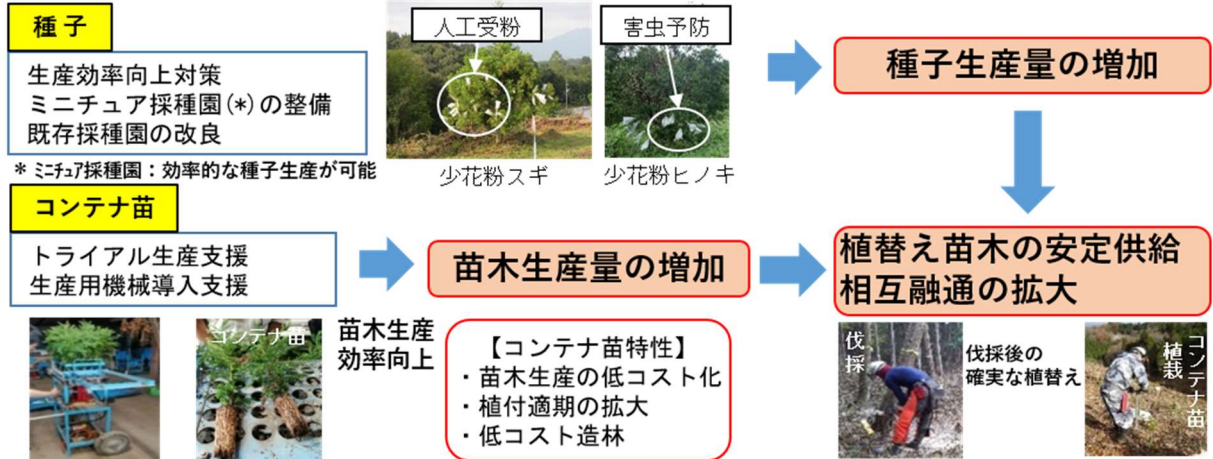 種 子
生産効率向上対策
ミニチュア採種園(*)の整備
既存採種園の改良
* ミニチュア採種園：効率的な種子生産が可能
人工受粉
少花粉スギ
害虫予防
少花粉ヒノキ
種子生産量の増加
コンテナ苗
トライアル生産支援
生産用機械導入支援
苗木生産量の増加
植替え苗木の安定供給
相互融通の拡大
コンテナ苗
苗木生産
効率向上
【コンテナ苗特性】
・苗木生産の低コスト化
・植付適期の拡大
・低コスト造林
伐採
伐採後の
確実な植替え
コンテナ苗
植栽